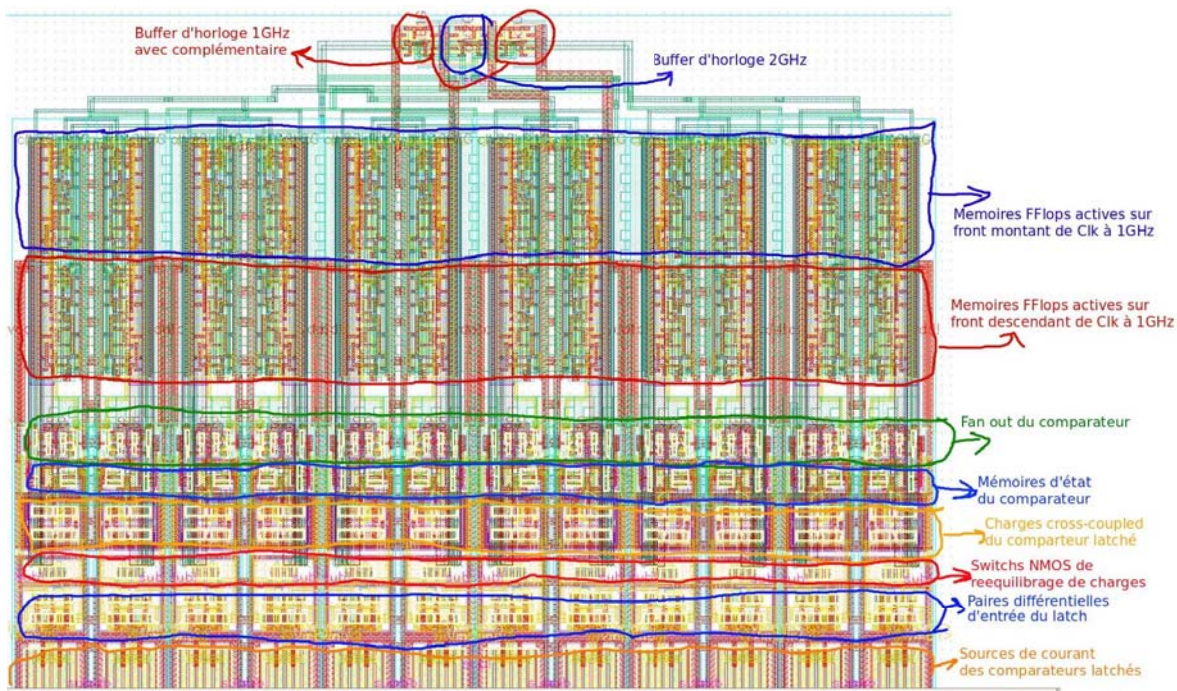 Buffer d'horloge 1GHz
avec complémentaire
Buffer d'horloge 2GHz
Memoires FFlops actives sur
front montant de Clk à 1GHz
Memoires FFlops actives sur
front descendant de Clk à 1GHz
Fan out du comparateur
Mémoires d'état
du comparateur
Charges cross-coupled
du comparteur latché
Switchs NMOS de
reequilibrage de charges
Paires différentielles
d'entrée du latch
Sources de courant
des comparateurs latchés